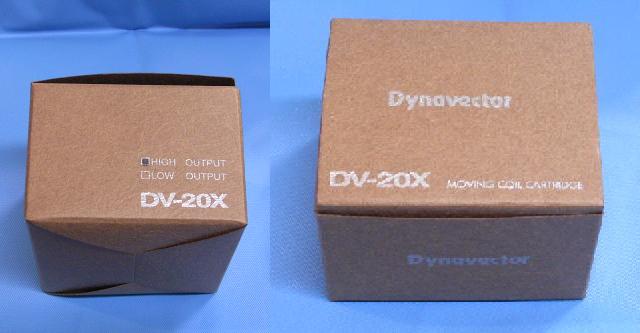 HIGH OUTPUT
LOW OUTPUT
DV-20X
Dynavector
DV-20X MOVING COIL CARTRIDGE
Dynavector